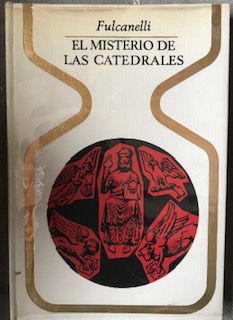 Fulcanelli
EL MISTERIO DE
LAS CATEDRALES